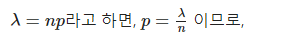 λ = np라고 하면, p = λ/n 이므로,